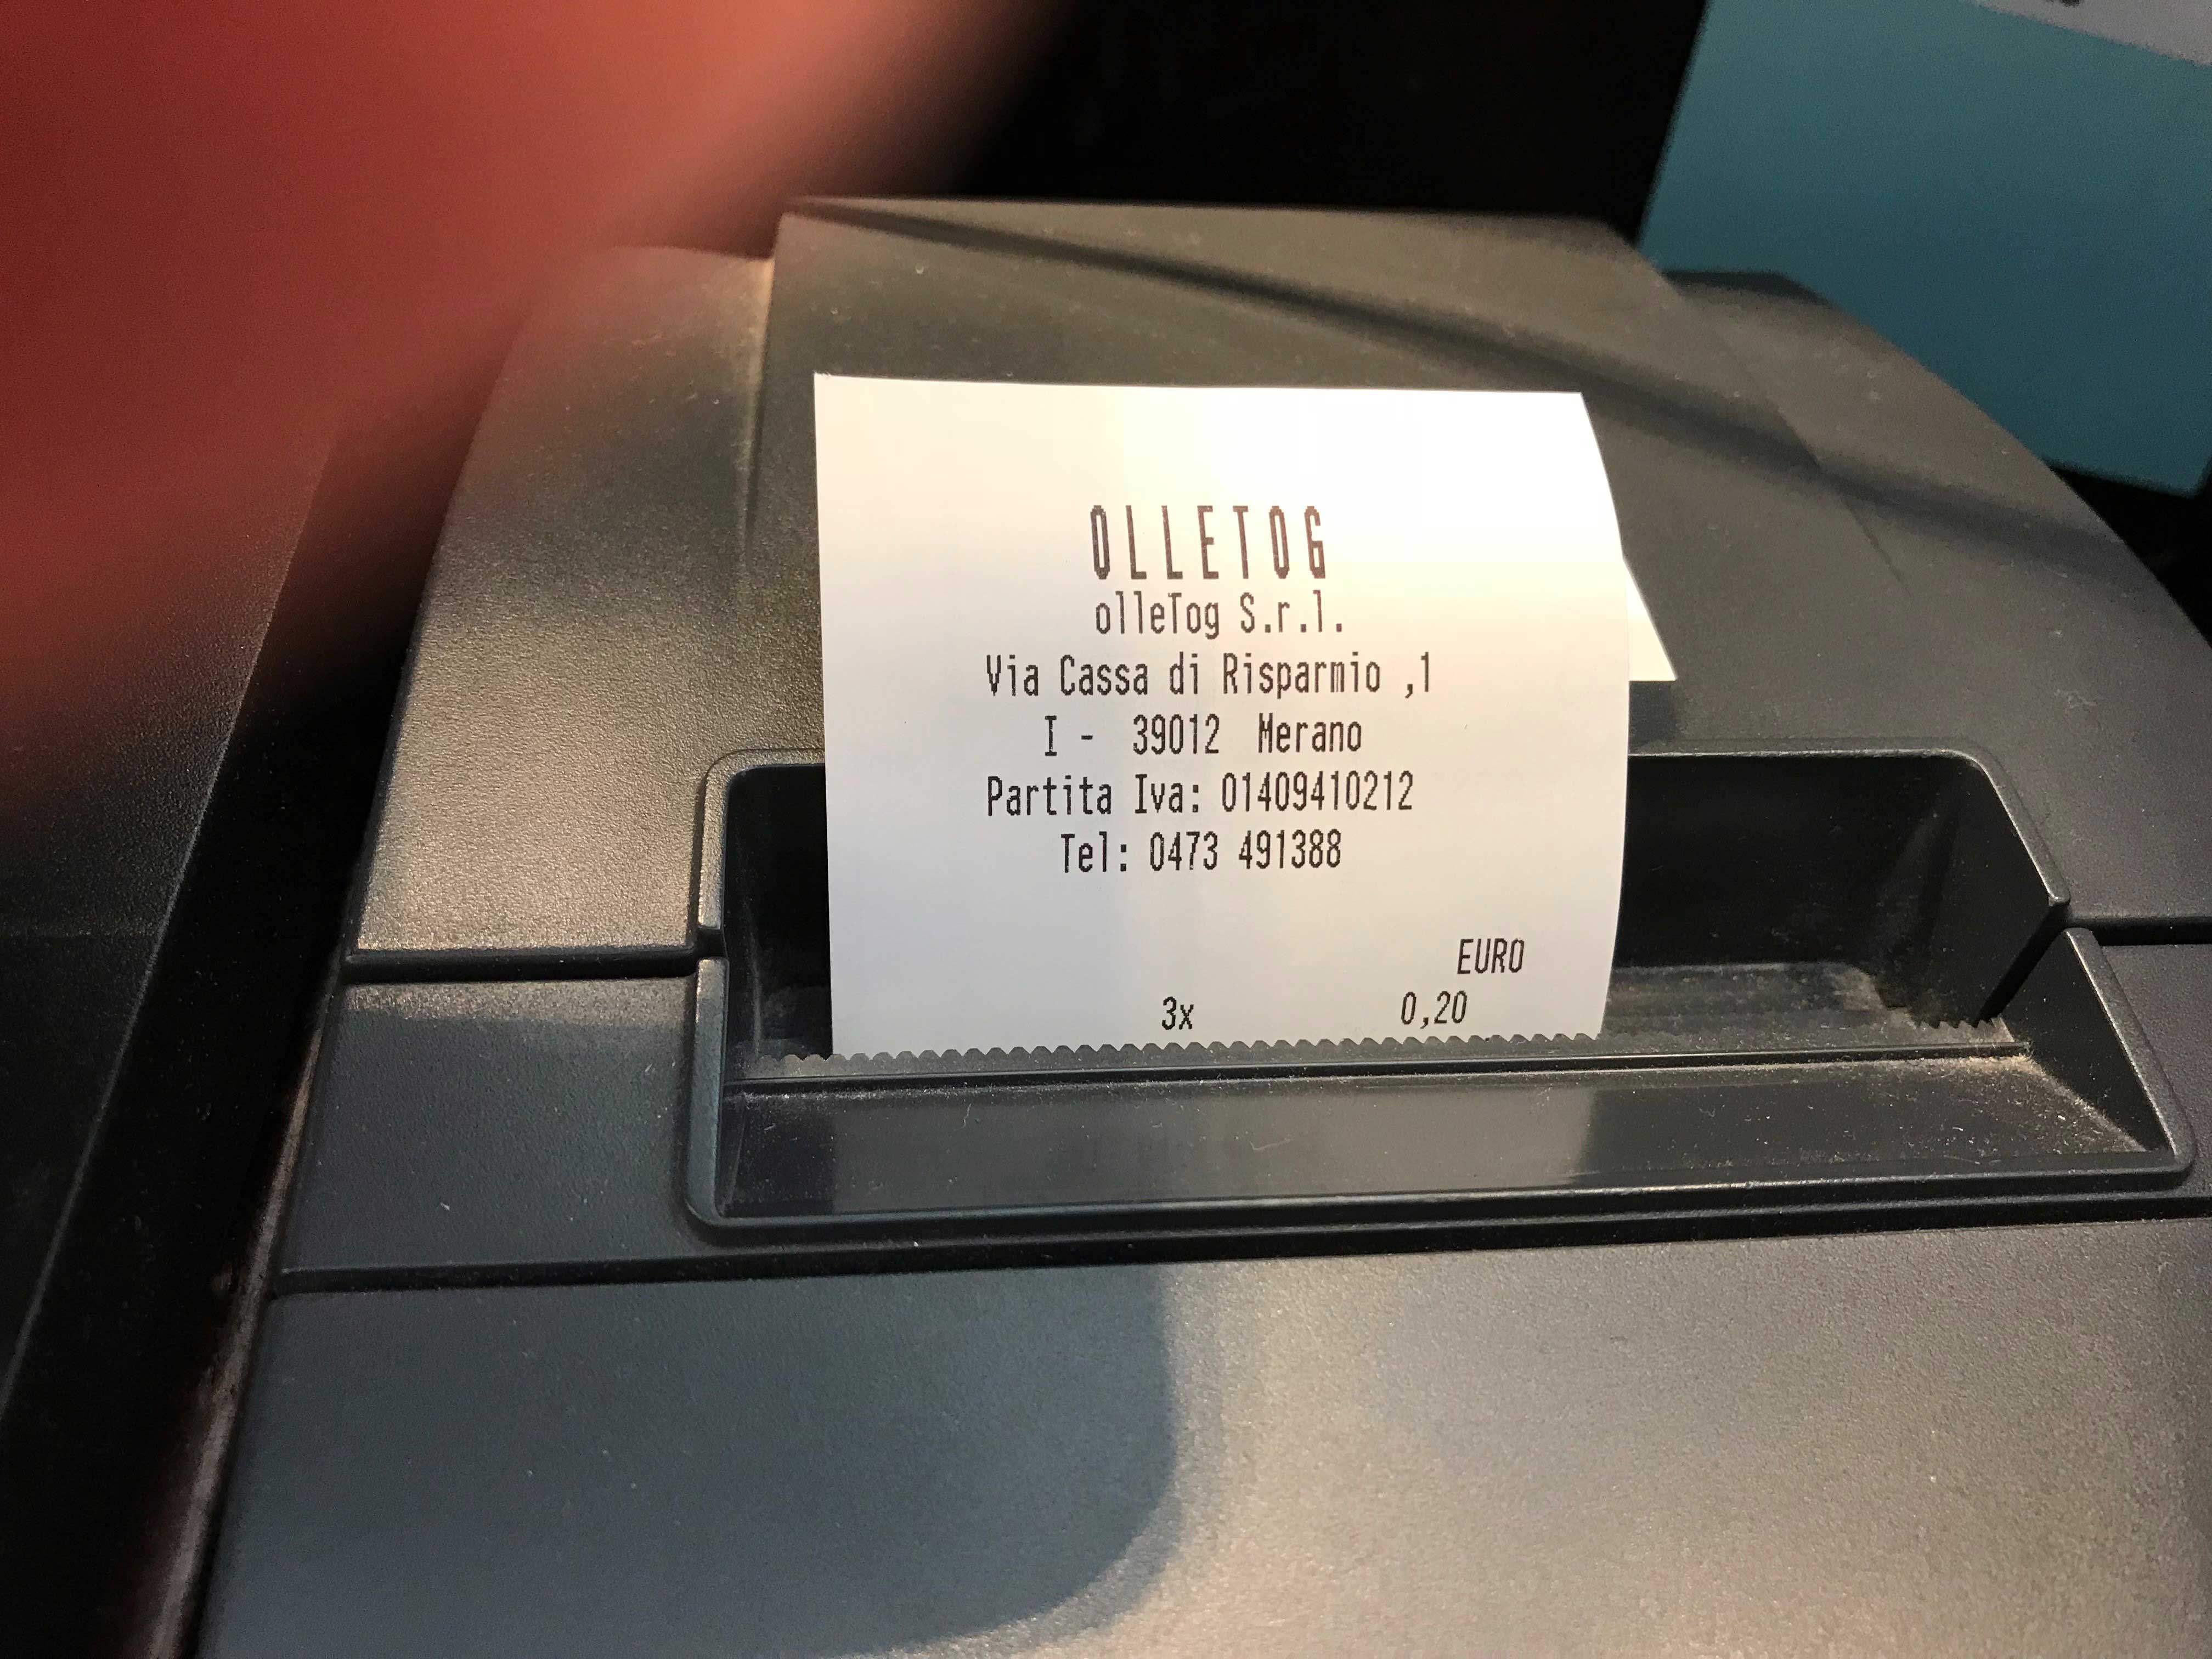 OLLETOG
olleTog S.r.l.
Via Cassa di Risparmio ,1
I - 39012 Merano
Partita Iva: 01409410212
Tel: 0473 491388
EURO
3x 0,20